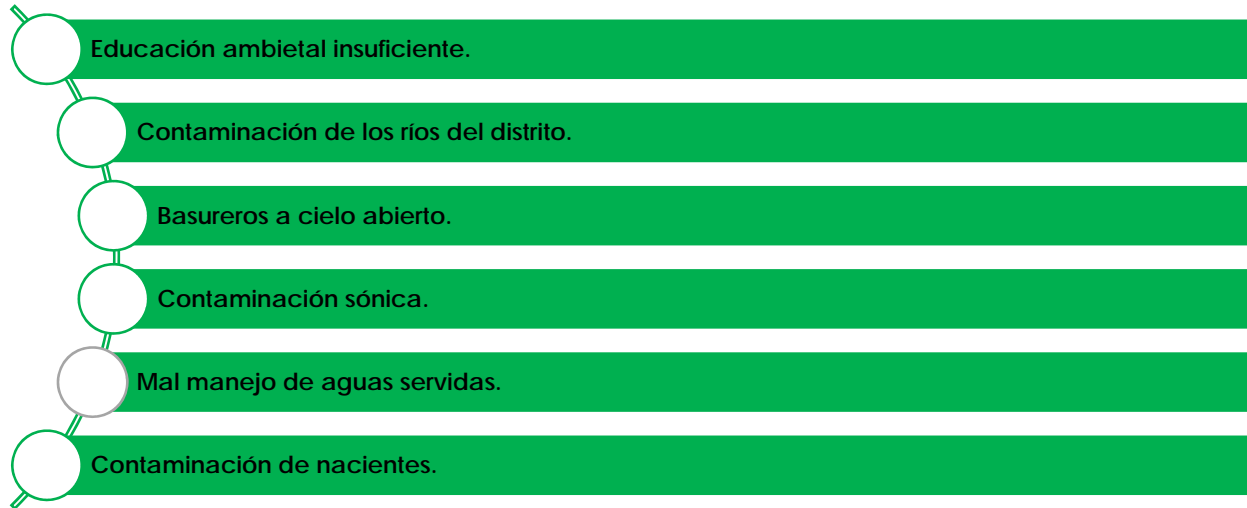 Educación ambietal insuficiente.
Contaminación de los ríos del distrito.
Basureros a cielo abierto.
Contaminación sónica.
Mal manejo de aguas servidas.
Contaminación de nacientes.